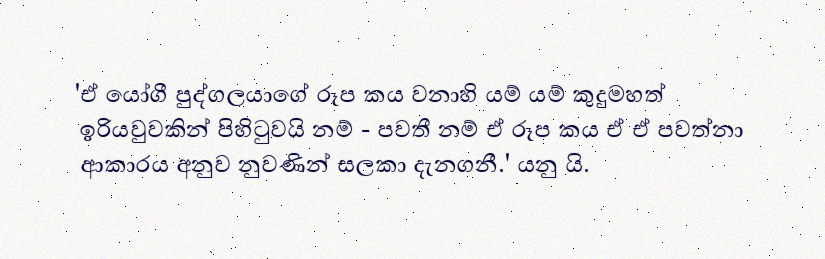 'ඒ යෝගී පුද්ගලයාගේ රූප කය වනාහි යම් යම් කුදුමහත්
ඉරියවුවකින් පිහිටුවයි නම් - පවතී නම් ඒ රූප කය ඒ ඒ පවත්නා
ආකාරය අනුව නුවණින් සලකා දැනගනී.' යනු යි.